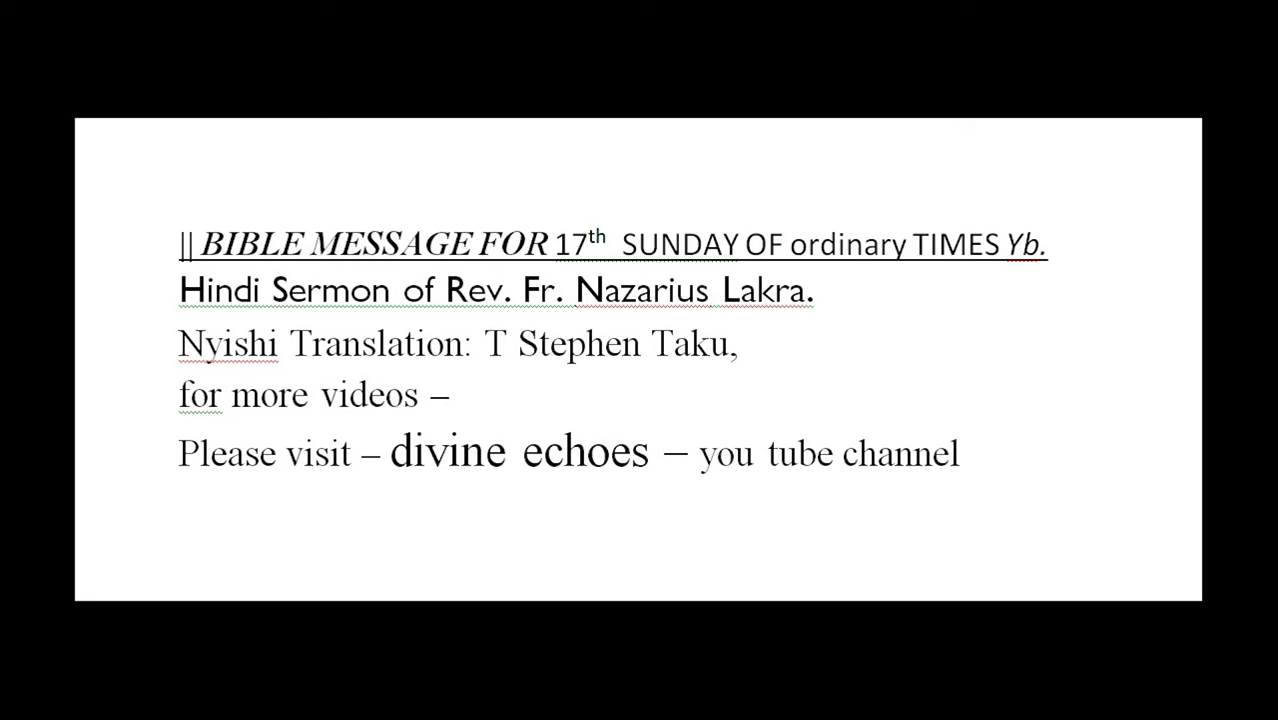 || BIBLE MESSAGE FOR 17th SUNDAY OF ordinary TIMES Yb.
Hindi Sermon of Rev. Fr. Nazarius Lakra.
Nyishi Translation: T Stephen Taku,
for more videos –
Please visit – divine echoes – you tube channel